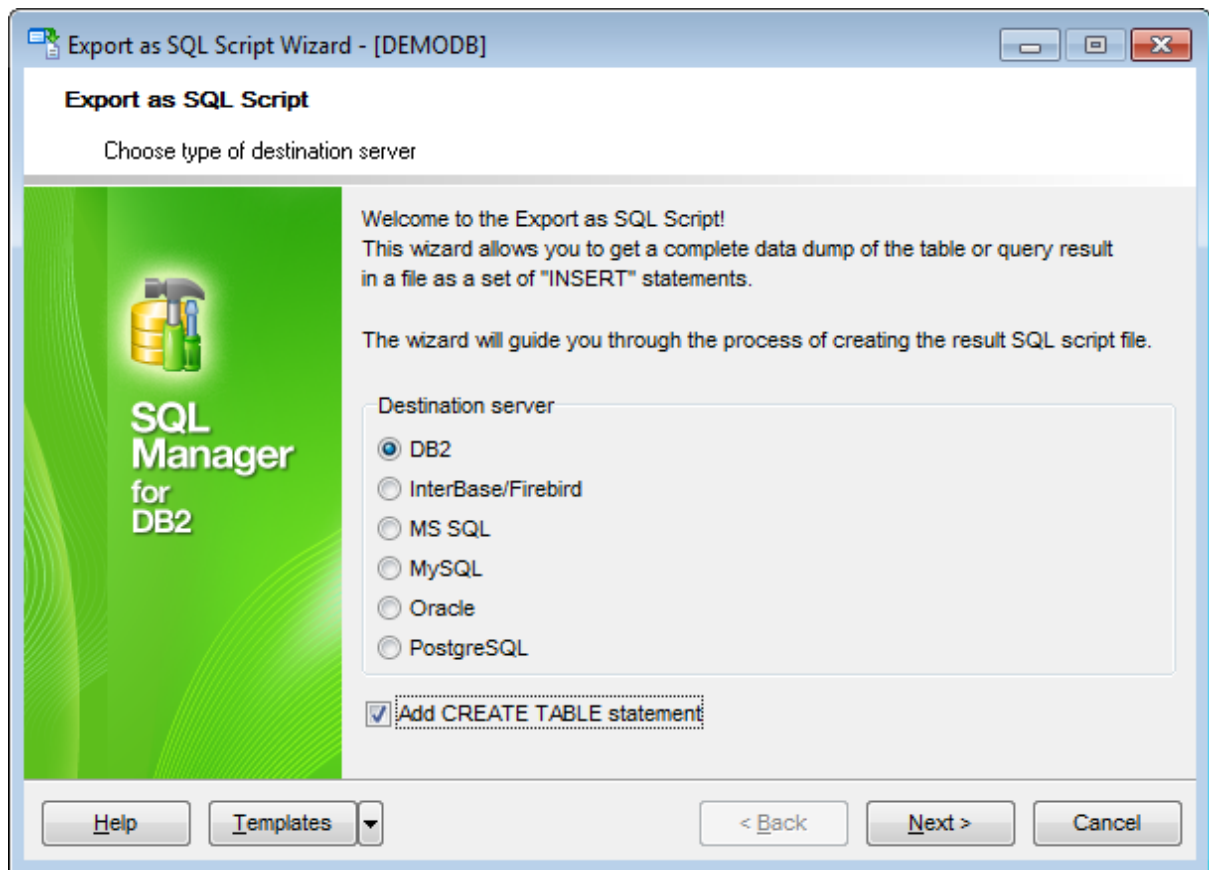 Export as SQL Script Wizard - [DEMODB]
Export as SQL Script
Choose type of destination server
Welcome to the Export as SQL Script!
This wizard allows you to get a complete data dump of the table or query result
in a file as a set of "INSERT" statements.
The wizard will guide you through the process of creating the result SQL script file.
SQL
Manager
for
DB2
Destination server
DB2
InterBase/Firebird
MS SQL
MySQL
Oracle
PostgreSQL
Add CREATE TABLE statement
Help
Templates
< Back
Next >
Cancel